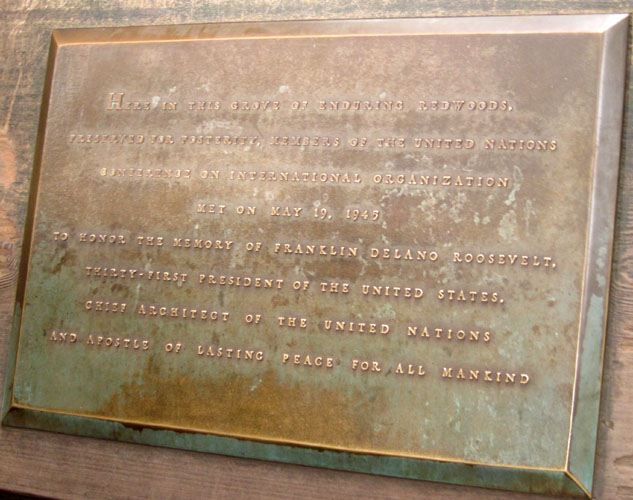 HERE IN THIS GROVE OF ENDURING REDWOODS,
PRESERVED FOR POSTERITY, MEMBERS OF THE UNITED NATIONS
CONFERENCE ON INTERNATIONAL ORGANIZATION
MET ON MAY 19, 1945
TO HONOR THE MEMORY OF FRANKLIN DELANO ROOSEVELT,
THIRTY-FIRST PRESIDENT OF THE UNITED STATES,
CHIEF ARCHITECT OF THE UNITED NATIONS
AND APOSTLE OF LASTING PEACE FOR ALL MANKIND